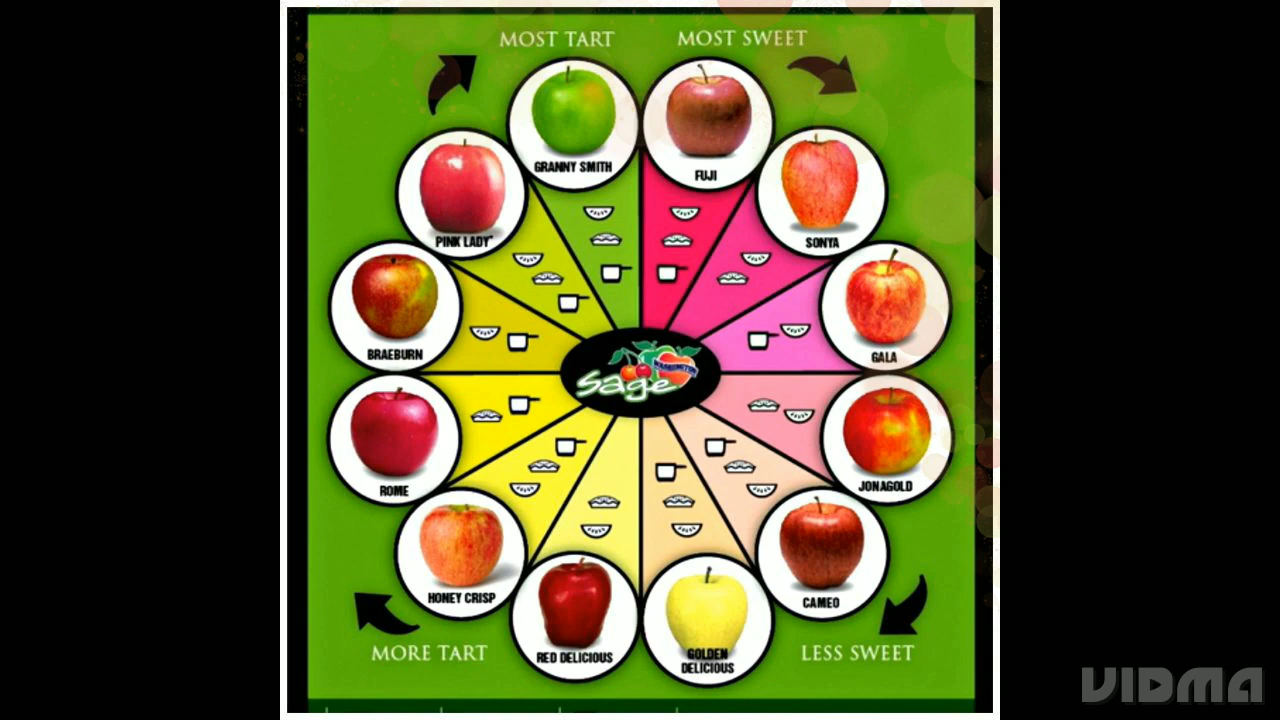 MOST TART
MOST SWEET
GRANNY SMITH
FUJI
PINK LADY
SONYA
BRAEBURN
GALA
WASHINGTON
sage
ROME
JONAGOLD
HONEY CRISP
CAMEO
RED DELICIOUS
GOLDEN
DELICIOUS
MORE TART
LESS SWEET
VIDMA